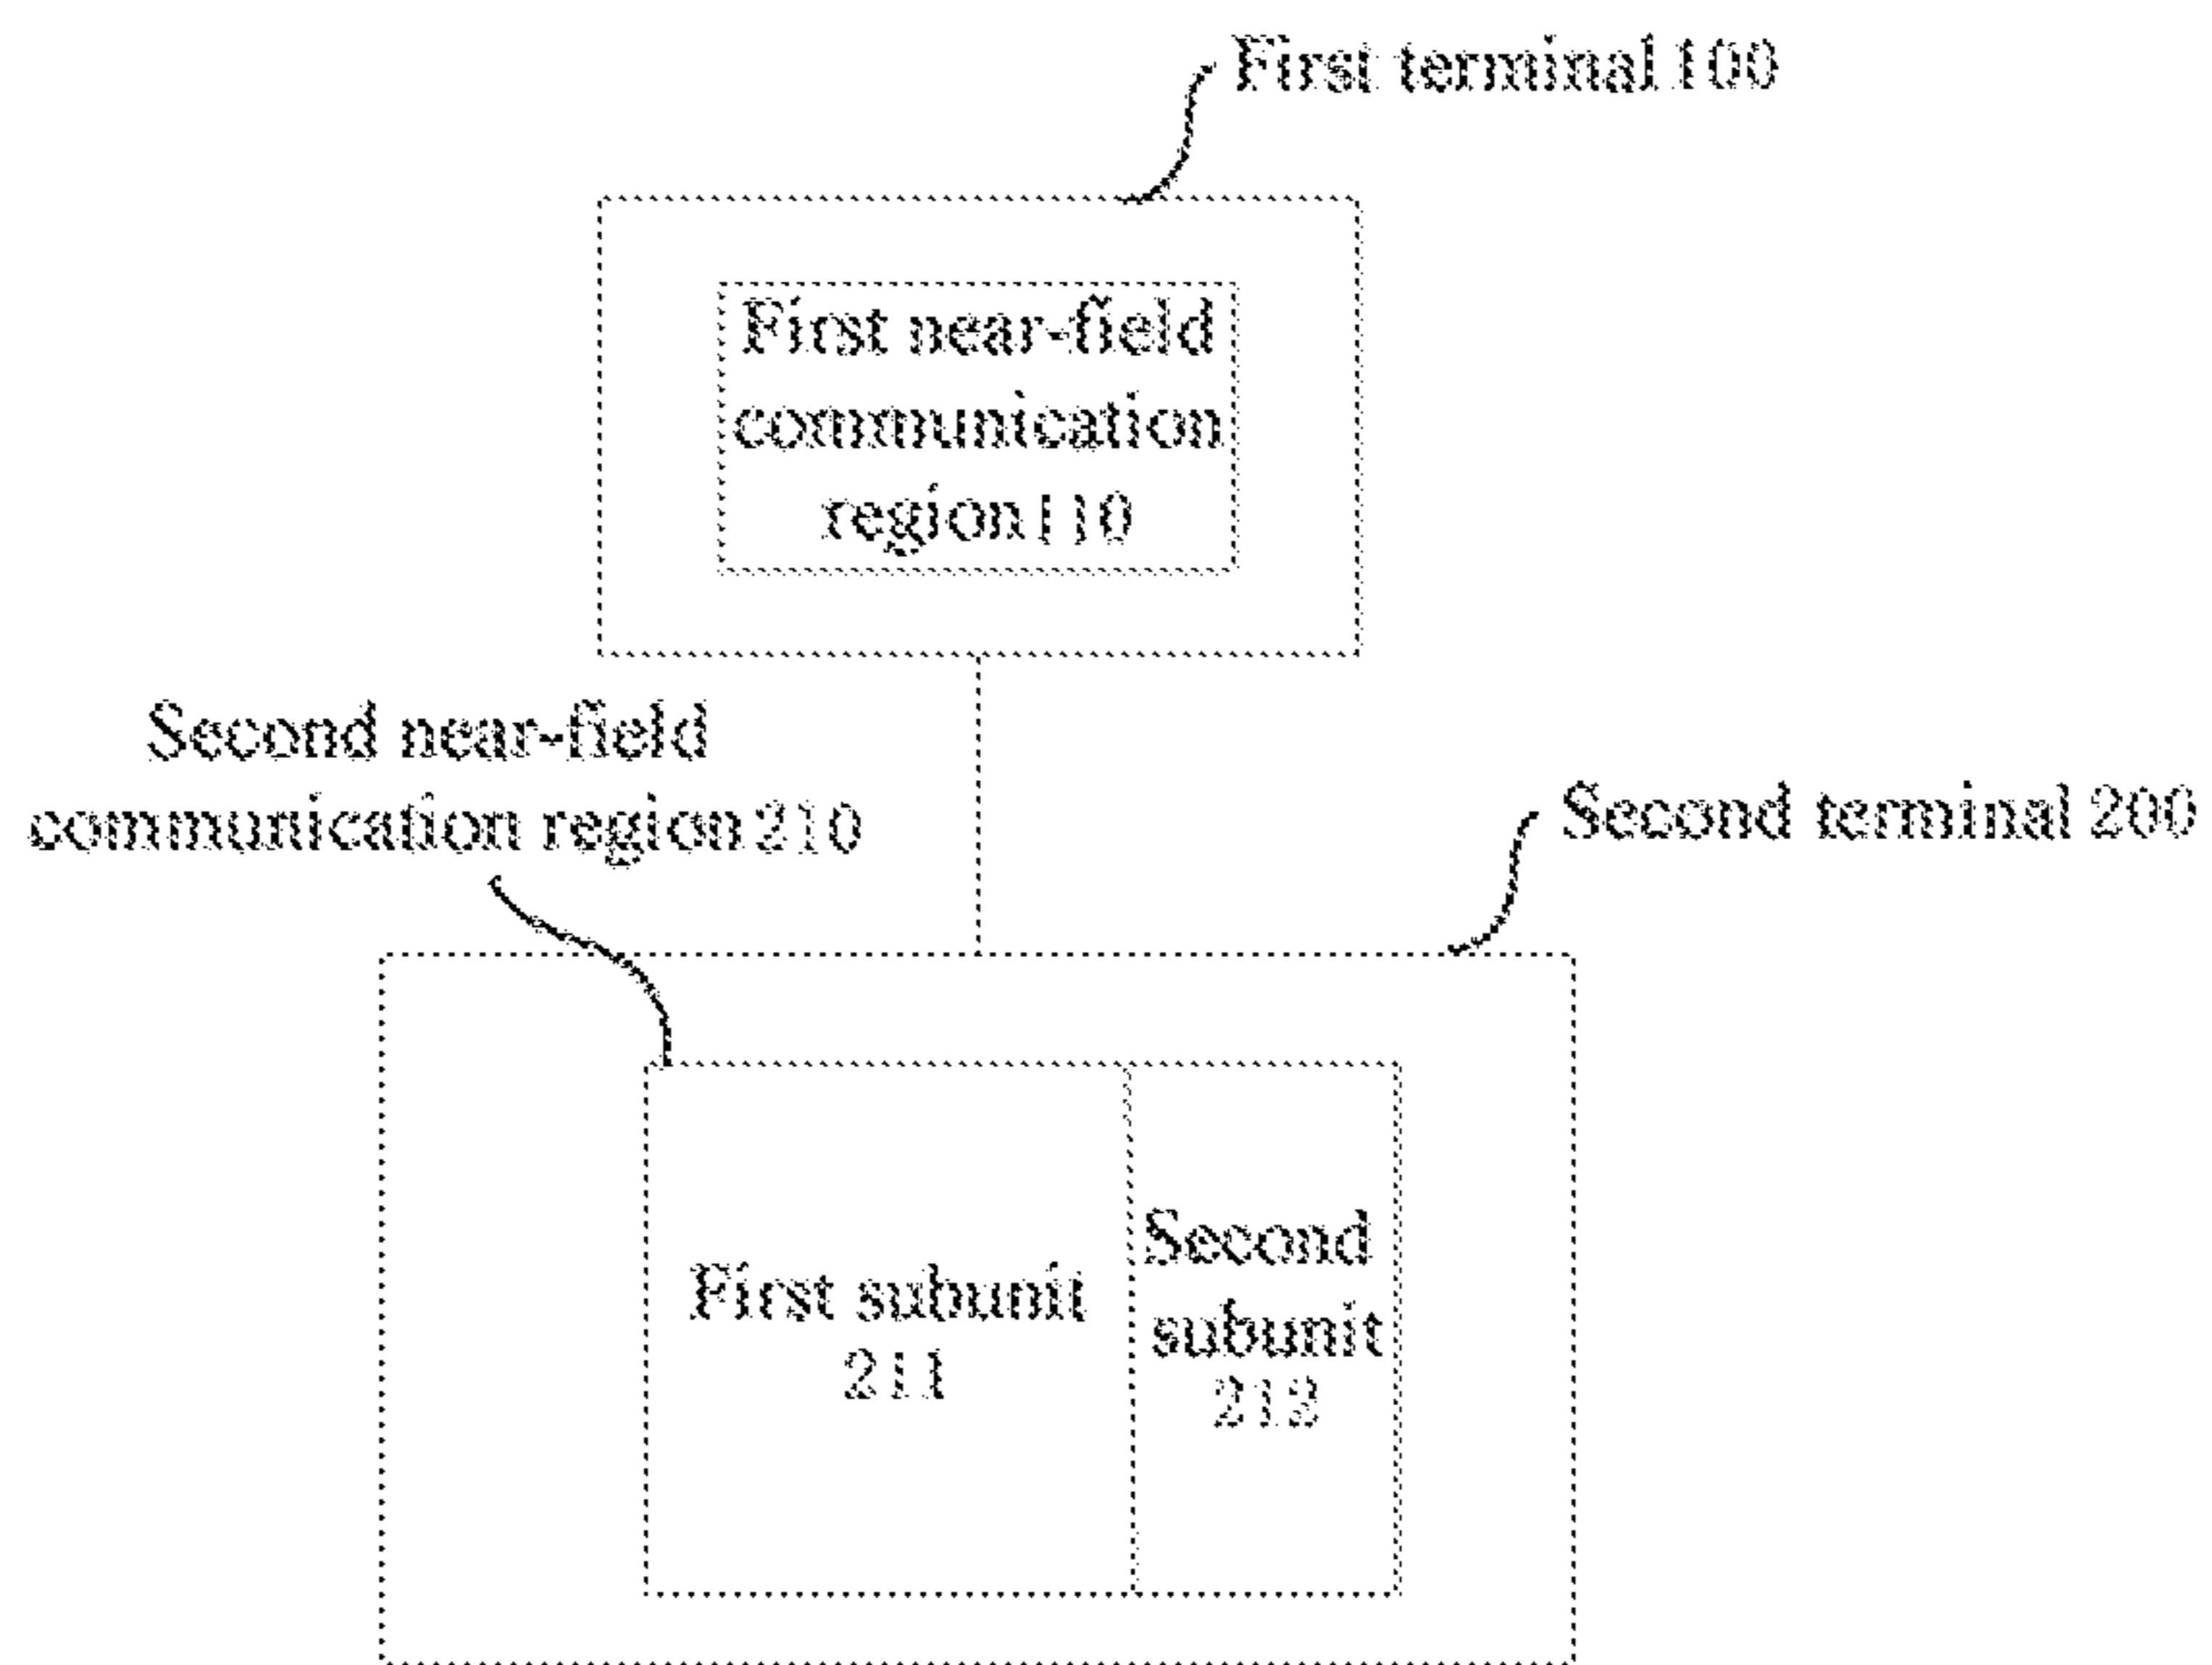 First terminal 100
First near-field
communication
region 110
Second near-field
communication region 210
Second terminal 200
First subunit
211
Second
subunit
212